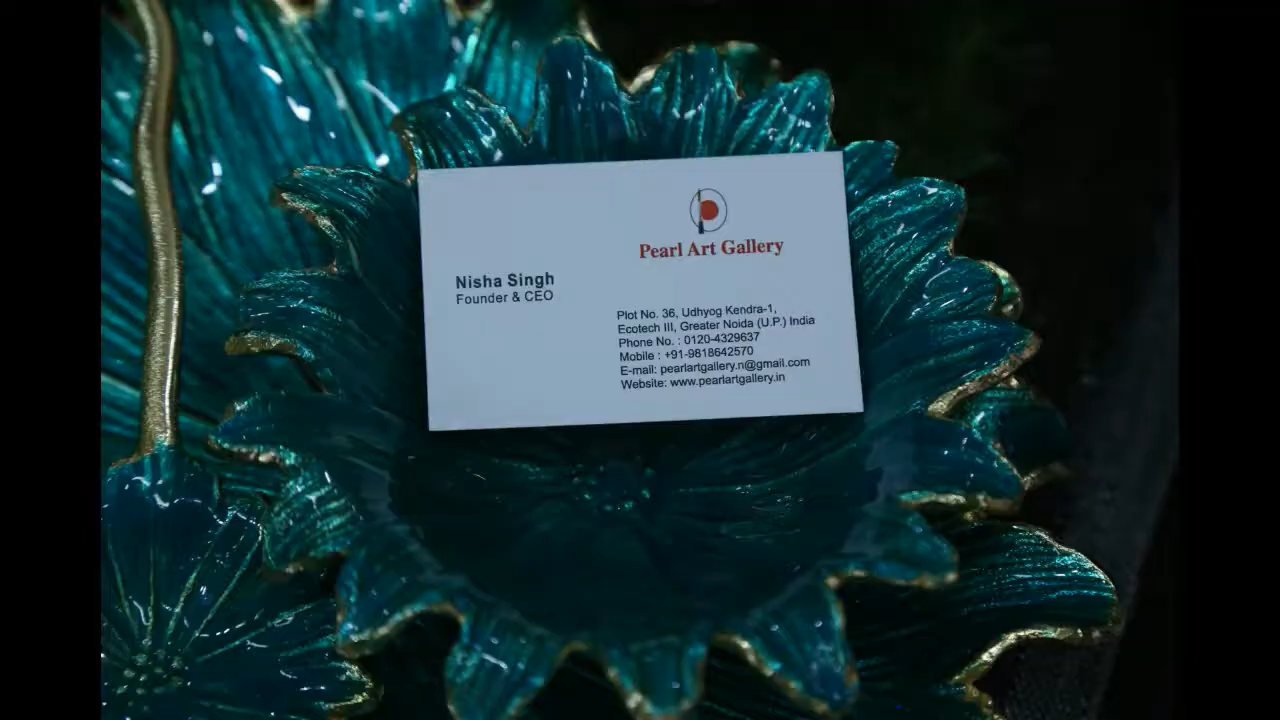 Pearl Art Gallery
Nisha Singh
Founder & CEO
Plot No. 36, Udhyog Kendra-1,
Ecotech III, Greater Noida (U.P.) India
Phone No. : 0120-4329637
Mobile : +91-9818642570
E-mail: pearlartgallery.n@gmail.com
Website: www.pearlartgallery.in